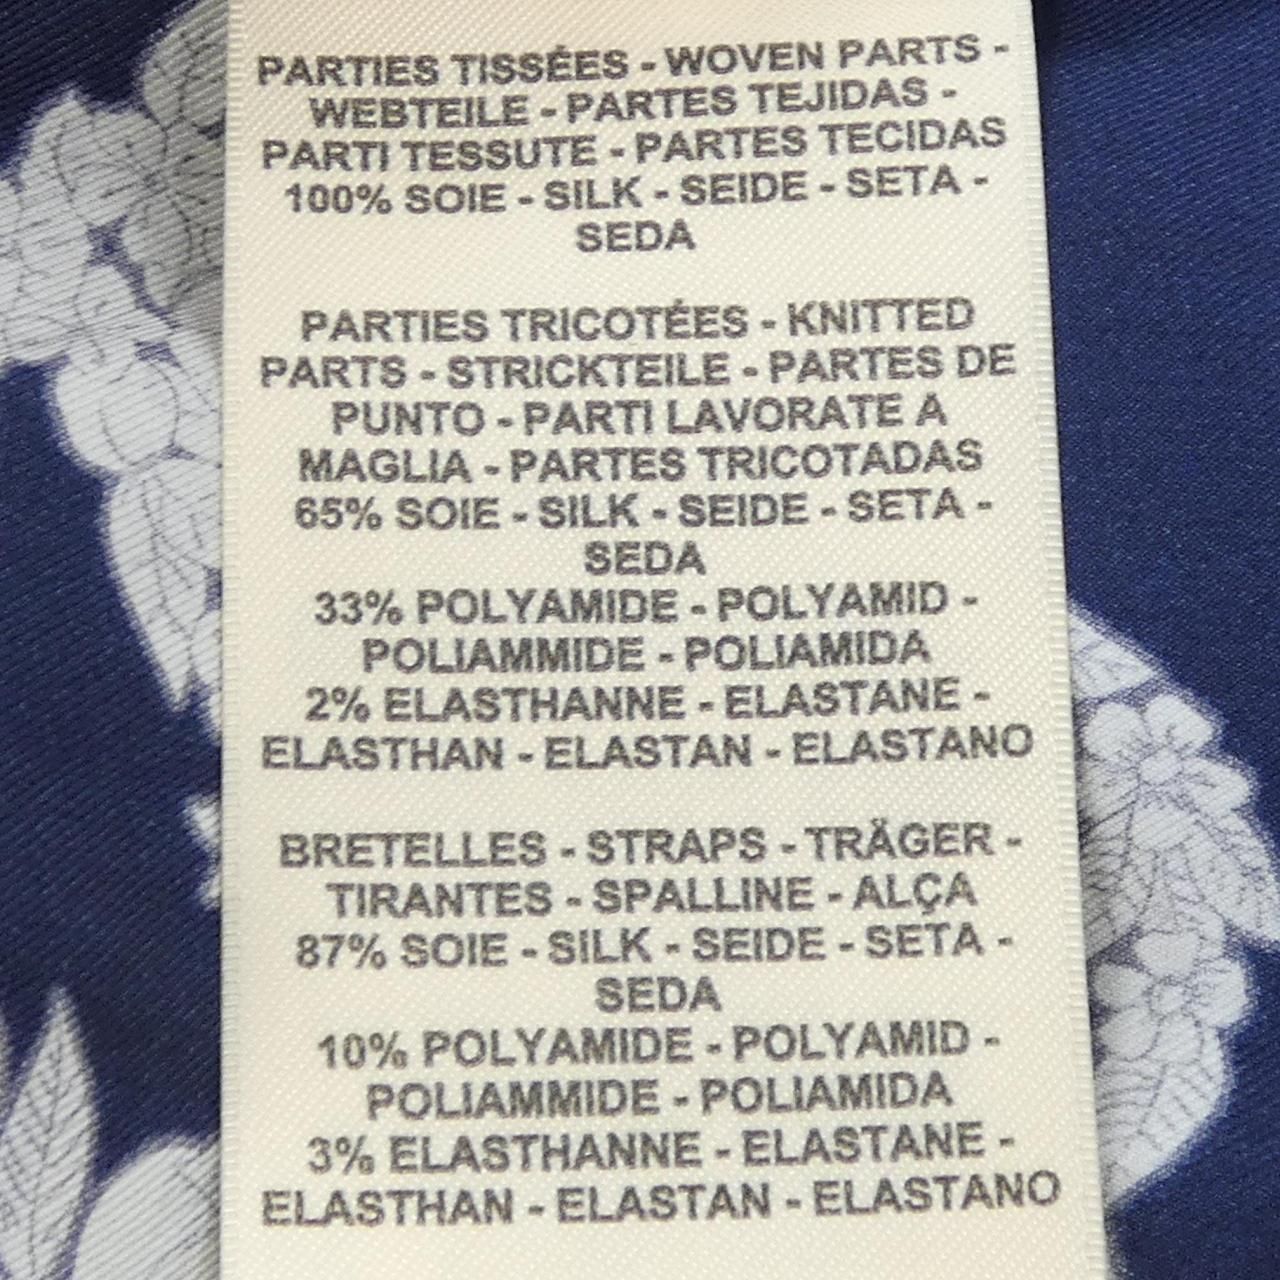 PARTIES TISSÉES - WOVEN PARTS -
WEBTEILE - PARTES TEJIDAS -
PARTI TESSUTE - PARTES TECIDAS
100% SOIE - SILK - SEIDE - SETA -
SEDA
PARTIES TRICOTÉES - KNITTED
PARTS - STRICKTEILE - PARTES DE
PUNTO - PARTI LAVORATE A
MAGLIA - PARTES TRICOTADAS
65% SOIE - SILK - SEIDE - SETA -
SEDA
33% POLYAMIDE - POLYAMID -
POLIAMMIDE - POLIAMIDA
2% ELASTHANNE - ELASTANE -
ELASTHAN - ELASTAN - ELASTANO
BRETELLES - STRAPS - TRÄGER -
TIRANTES - SPALLINE - ALÇA
87% SOIE - SILK - SEIDE - SETA -
SEDA
10% POLYAMIDE - POLYAMID -
POLIAMMIDE - POLIAMIDA
3% ELASTHANNE - ELASTANE -
ELASTHAN - ELASTAN - ELASTANO